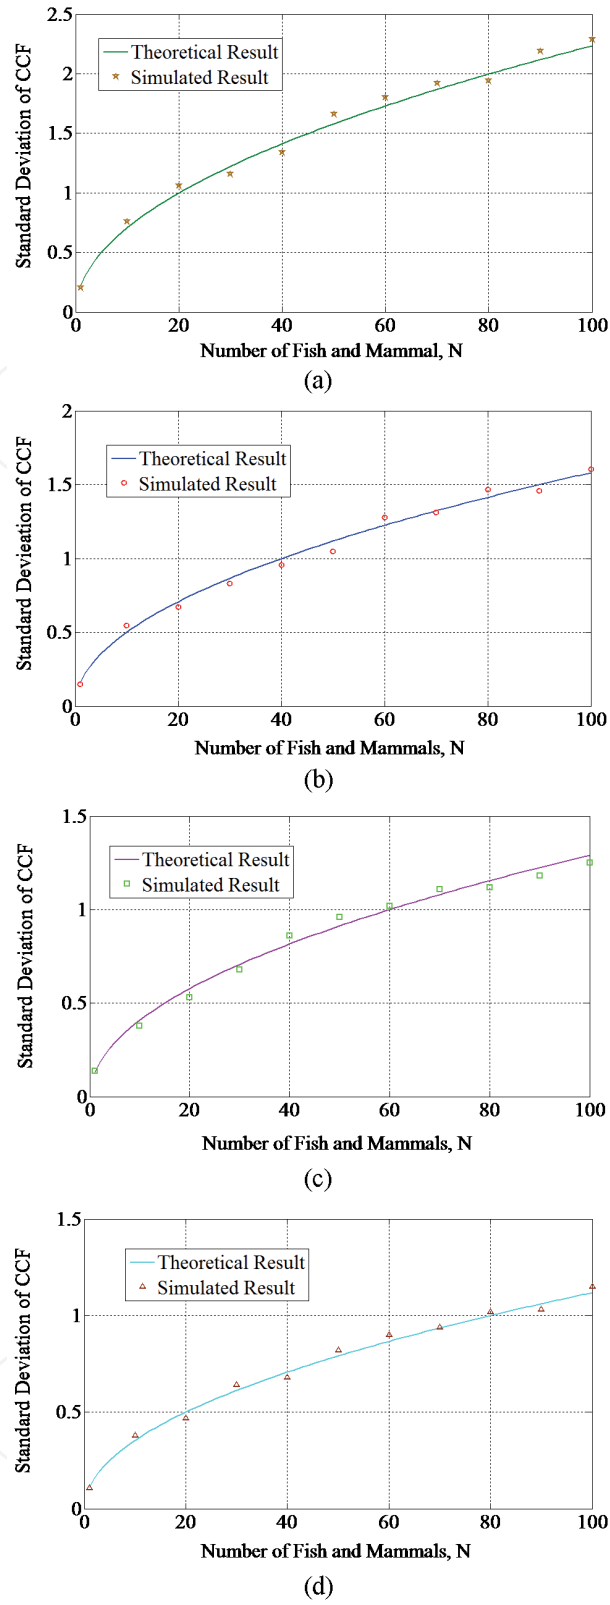 2.5
Theoretical Result
Simulated Result
2
1.5
1
0.5
0
Standard Deviation of CCF
0 20 40 60 80 100
Number of Fish and Mammal, N
(a)
2
Theoretical Result
Simulated Result
1.5
1
0.5
0
Standard Devieation of CCF
0 20 40 60 80 100
Number of Fish and Mammals, N
(b)
1.5
Theoretical Result
Simulated Result
1
0.5
0
Standard Deviation of CCF
0 20 40 60 80 100
Number of Fish and Mammals, N
(c)
1.5
Theoretical Result
Simulated Result
1
0.5
0
Standard Deviation of CCF
0 20 40 60 80 100
Number of Fish and Mammals, N
(d)